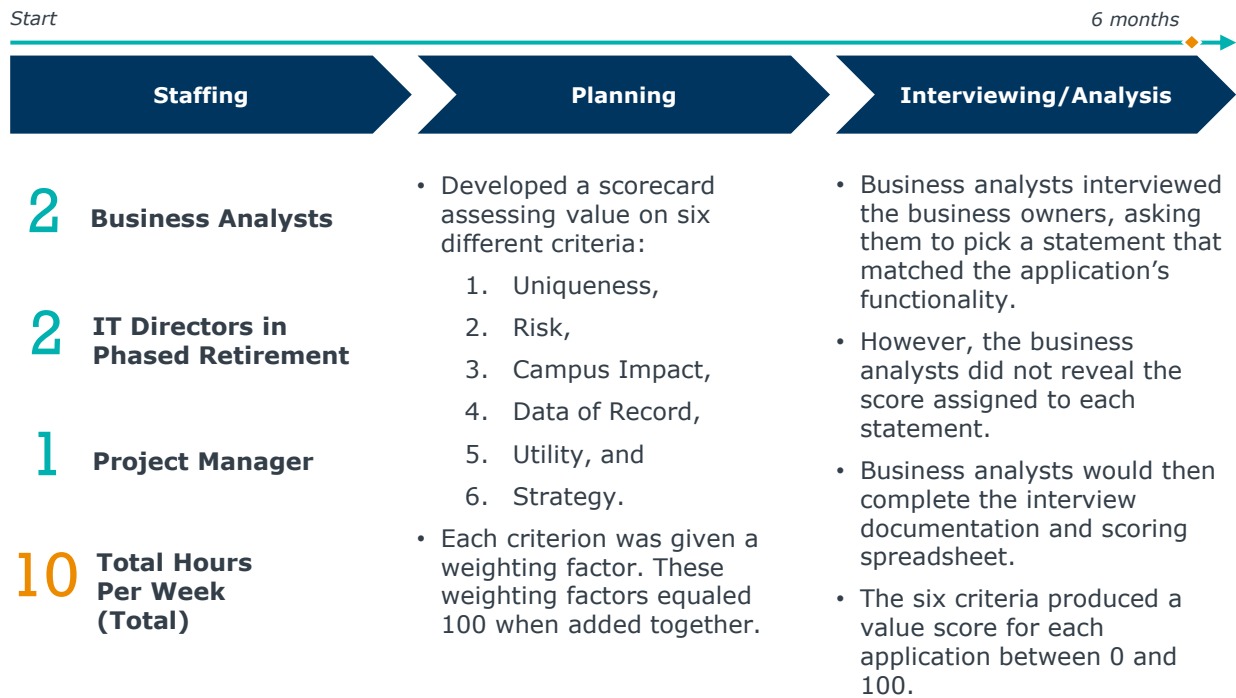 Start
6 months
Staffing
Planning
Interviewing/Analysis
2
Business Analysts
2
IT Directors in
Phased Retirement
1
Project Manager
10
Total Hours
Per Week
(Total)
• Developed a scorecard
assessing value on six
different criteria:
1. Uniqueness,
2. Risk,
3. Campus Impact,
4. Data of Record,
5. Utility, and
6. Strategy.
• Each criterion was given a
weighting factor. These
weighting factors equaled
100 when added together.
• Business analysts interviewed
the business owners, asking
them to pick a statement that
matched the application’s
functionality.
• However, the business
analysts did not reveal the
score assigned to each
statement.
• Business analysts would then
complete the interview
documentation and scoring
spreadsheet.
• The six criteria produced a
value score for each
application between 0 and
100.